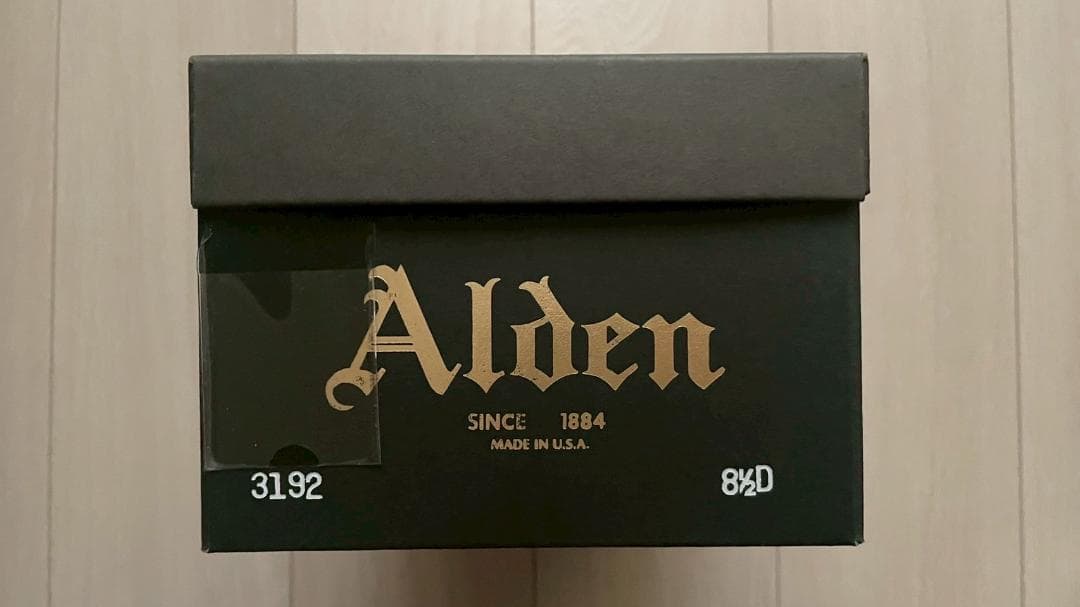 Alden
SINCE 1884
MADE IN U.S.A.
3192 8½D